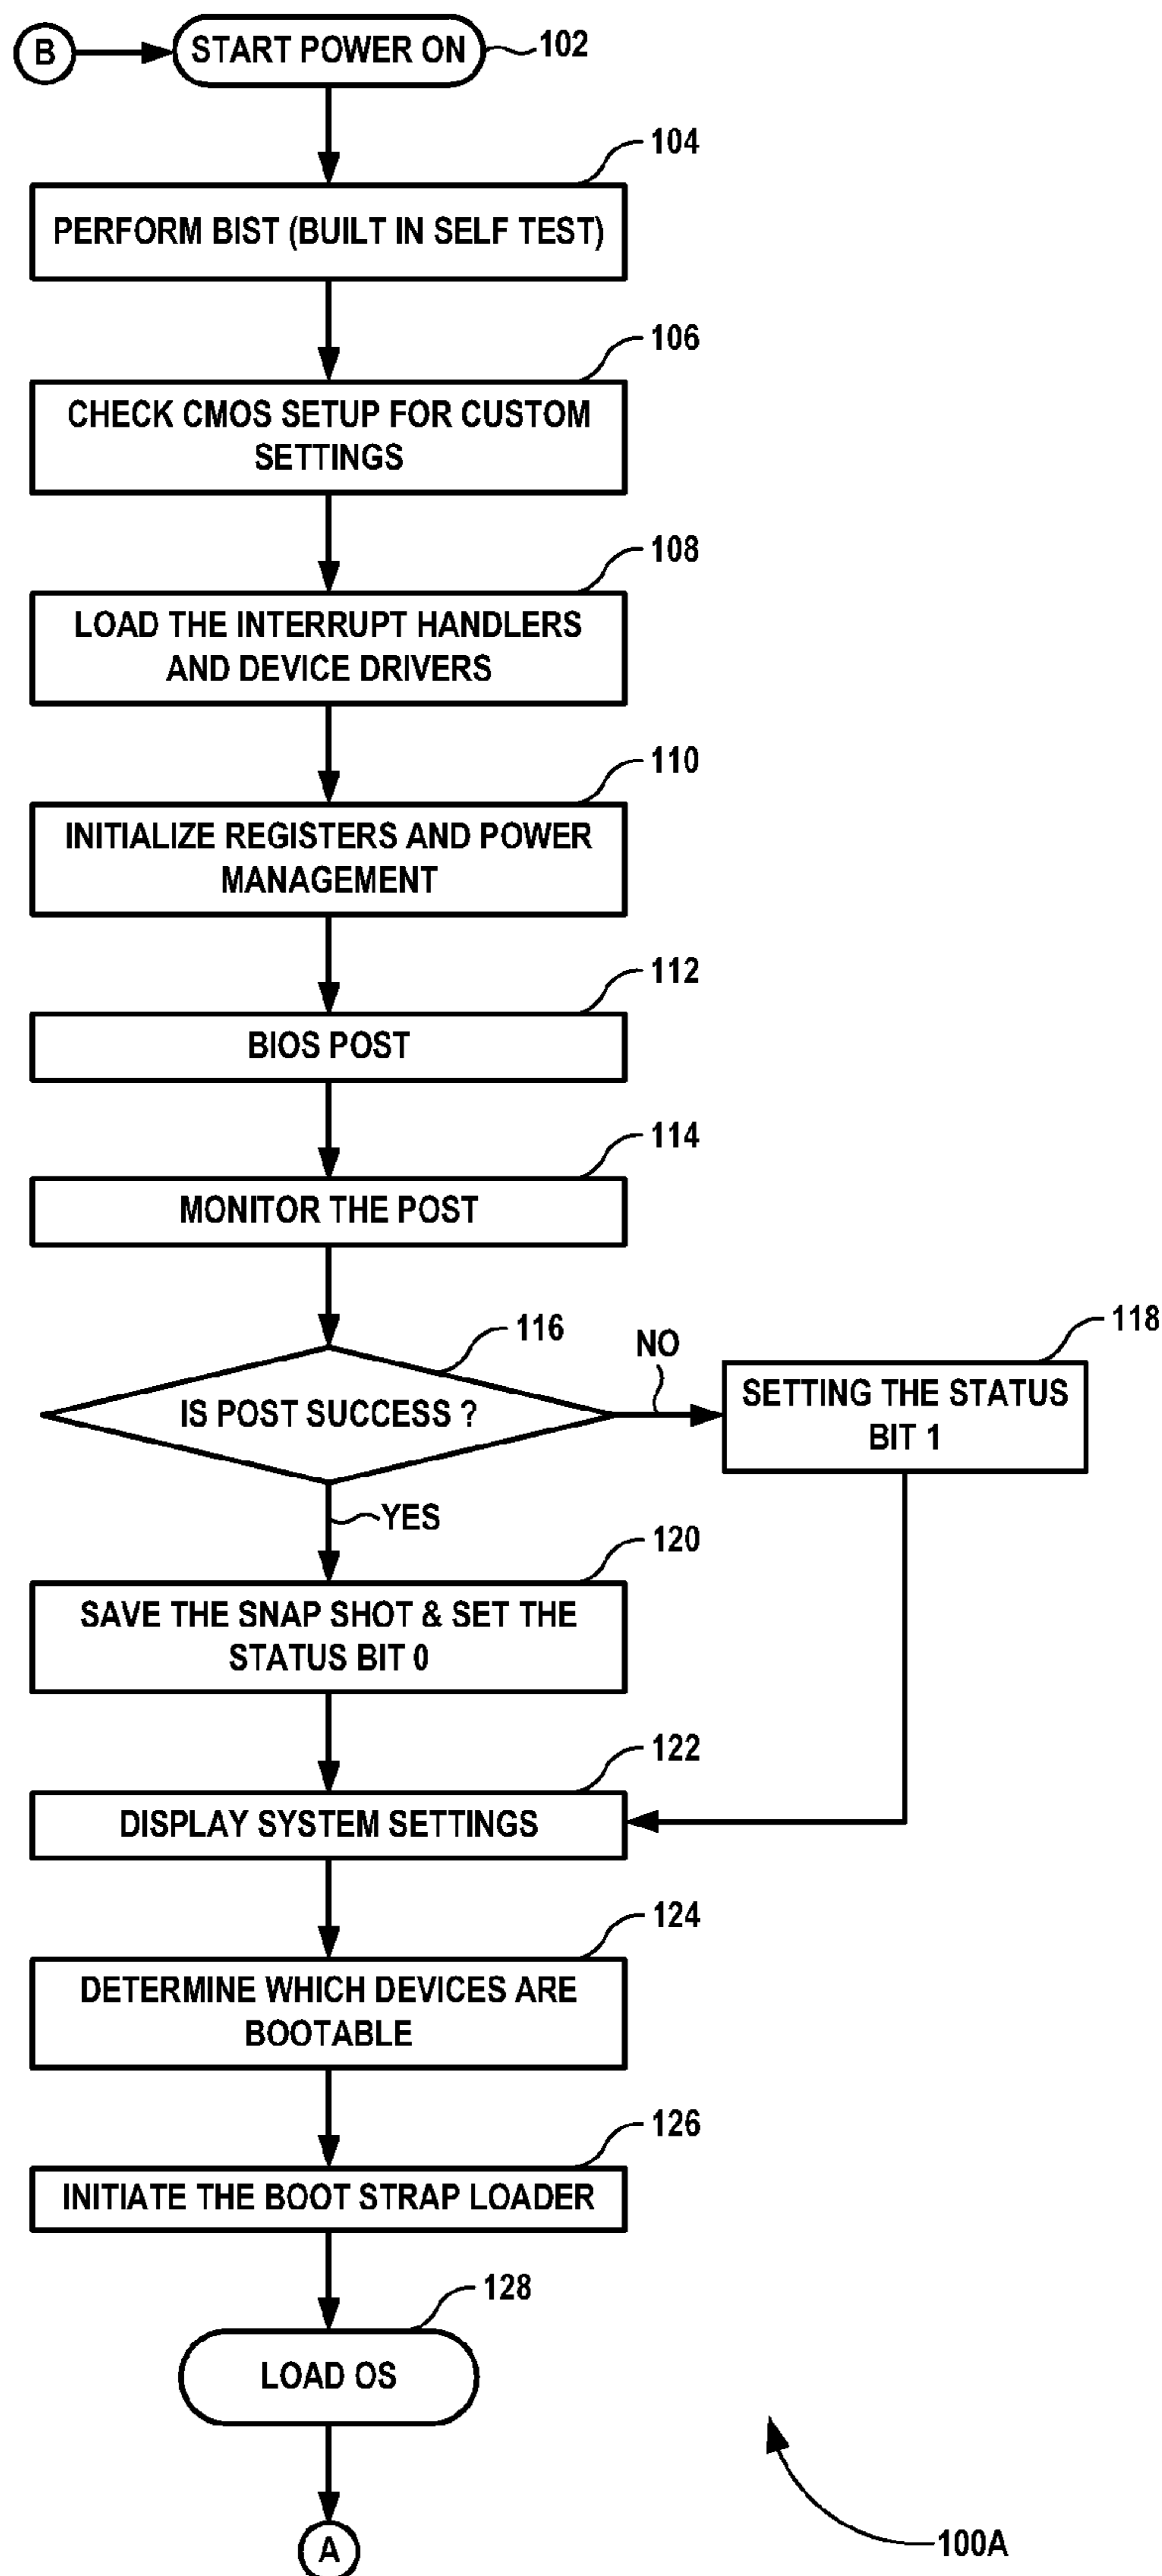 B
START POWER ON
102
104
PERFORM BIST (BUILT IN SELF TEST)
106
CHECK CMOS SETUP FOR CUSTOM
SETTINGS
108
LOAD THE INTERRUPT HANDLERS
AND DEVICE DRIVERS
110
INITIALIZE REGISTERS AND POWER
MANAGEMENT
112
BIOS POST
114
MONITOR THE POST
116
IS POST SUCCESS ?
NO
118
SETTING THE STATUS
BIT 1
YES
120
SAVE THE SNAP SHOT & SET THE
STATUS BIT 0
122
DISPLAY SYSTEM SETTINGS
124
DETERMINE WHICH DEVICES ARE
BOOTABLE
126
INITIATE THE BOOT STRAP LOADER
128
LOAD OS
A
100A